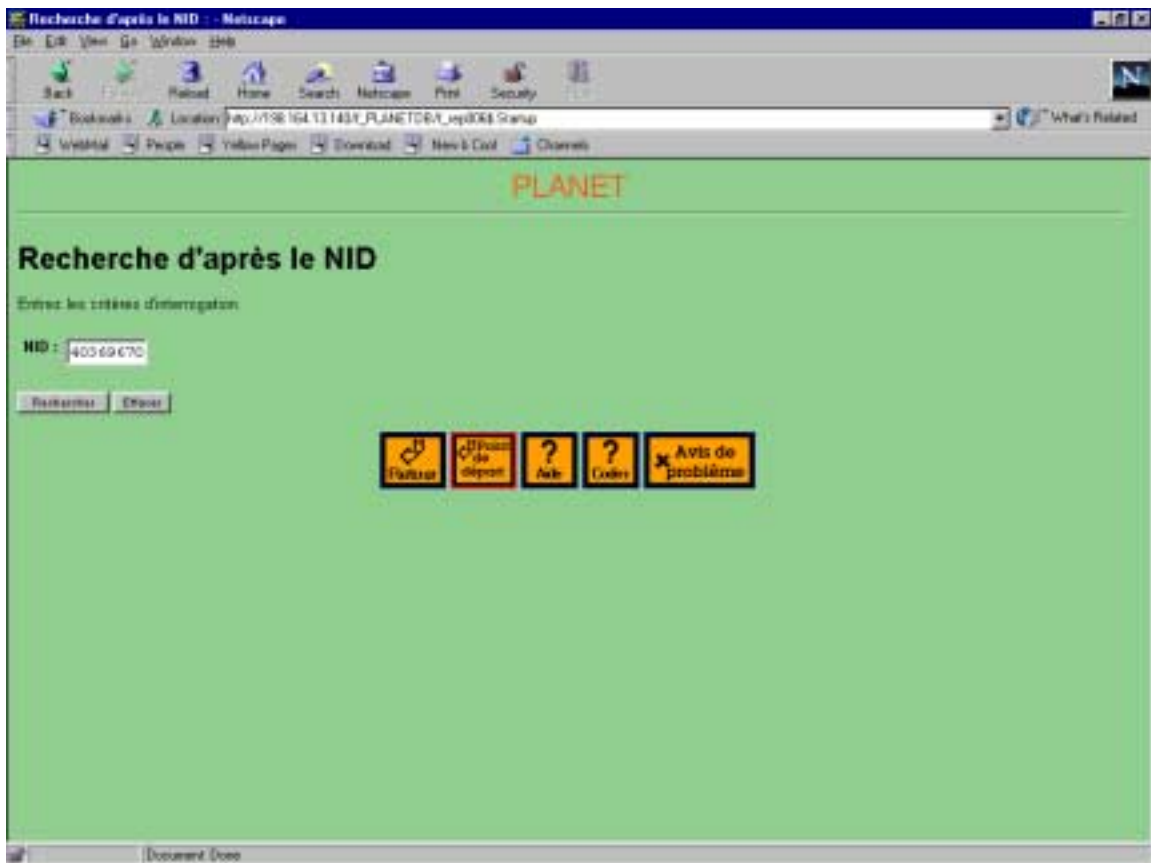 Recherche d'après le NID : - Netscape
File Edit View Go Window Help
Back Reload Home Search Netscape Print Security
Bookmarks Location: What's Related
WebMail People Yellow Pages Download New & Cool Channels
PLANET
Recherche d'après le NID
Entrez les critères d'interrogation
NID : 40369670
Rechercher Effacer
Retour Point de départ Aide Codes Avis de problème
Document: Done